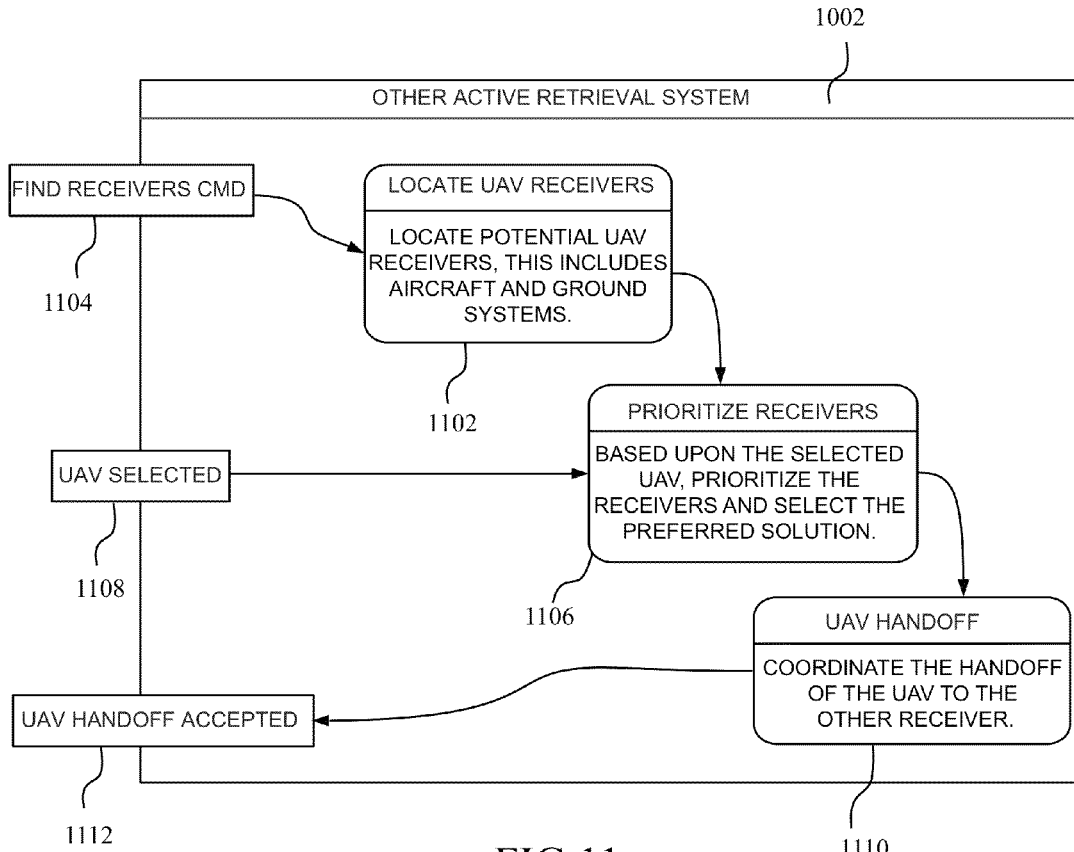 1002
OTHER ACTIVE RETRIEVAL SYSTEM
FIND RECEIVERS CMD
1104
LOCATE UAV RECEIVERS
LOCATE POTENTIAL UAV
RECEIVERS, THIS INCLUDES
AIRCRAFT AND GROUND
SYSTEMS.
1102
PRIORITIZE RECEIVERS
BASED UPON THE SELECTED
UAV, PRIORITIZE THE
RECEIVERS AND SELECT THE
PREFERRED SOLUTION.
1106
UAV SELECTED
1108
UAV HANDOFF
COORDINATE THE HANDOFF
OF THE UAV TO THE
OTHER RECEIVER.
1110
UAV HANDOFF ACCEPTED
1112
FIG 11